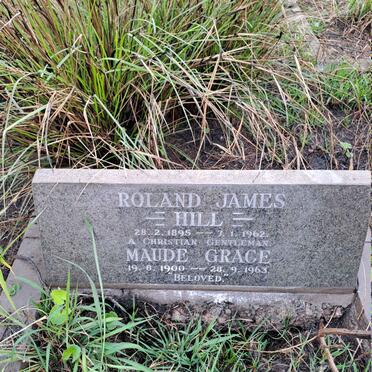 ROLAND JAMES
HILL
28.2.1895 — 7.1.1962.
A CHRISTIAN GENTLEMAN.
MAUDE GRACE
19.8.1900 — 28.9.1963
BELOVED.